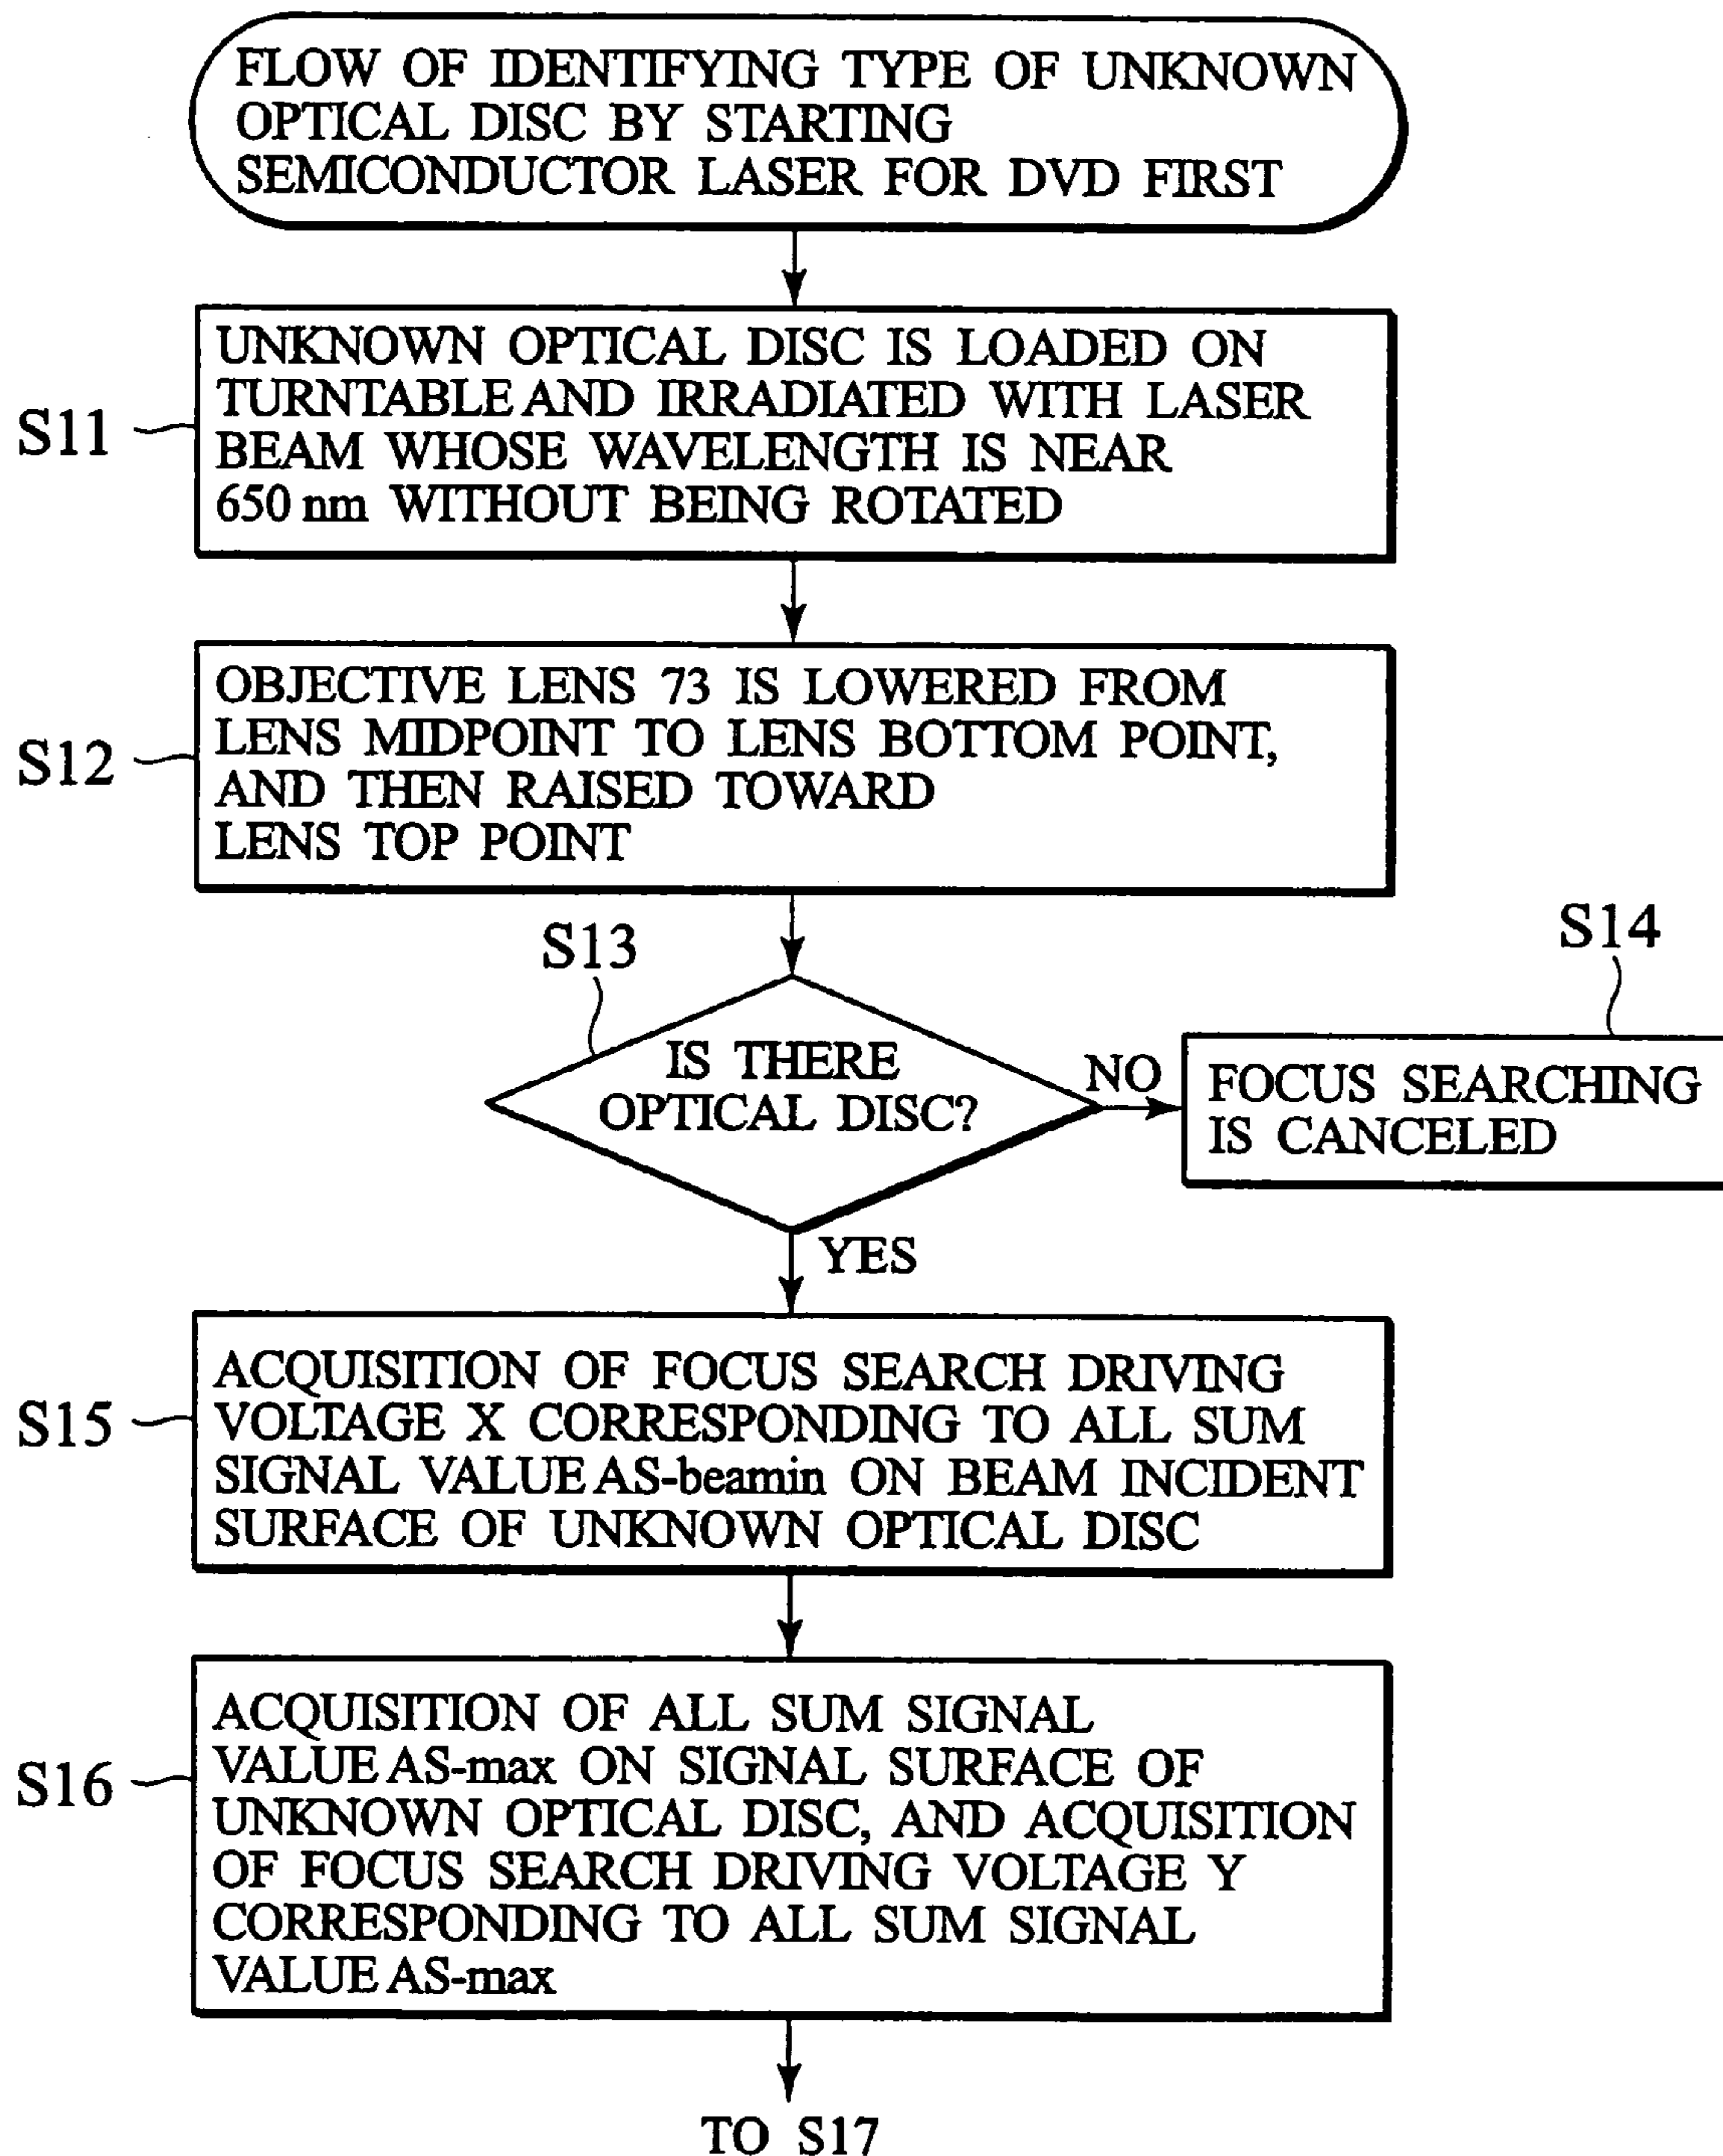 FLOW OF IDENTIFYING TYPE OF UNKNOWN
OPTICAL DISC BY STARTING
SEMICONDUCTOR LASER FOR DVD FIRST
S11
UNKNOWN OPTICAL DISC IS LOADED ON
TURNTABLE AND IRRADIATED WITH LASER
BEAM WHOSE WAVELENGTH IS NEAR
650 nm WITHOUT BEING ROTATED
S12
OBJECTIVE LENS 73 IS LOWERED FROM
LENS MIDPOINT TO LENS BOTTOM POINT,
AND THEN RAISED TOWARD
LENS TOP POINT
S13
IS THERE
OPTICAL DISC?
NO
S14
FOCUS SEARCHING
IS CANCELED
YES
S15
ACQUISITION OF FOCUS SEARCH DRIVING
VOLTAGE X CORRESPONDING TO ALL SUM
SIGNAL VALUE AS-beamin ON BEAM INCIDENT
SURFACE OF UNKNOWN OPTICAL DISC
S16
ACQUISITION OF ALL SUM SIGNAL
VALUE AS-max ON SIGNAL SURFACE OF
UNKNOWN OPTICAL DISC, AND ACQUISITION
OF FOCUS SEARCH DRIVING VOLTAGE Y
CORRESPONDING TO ALL SUM SIGNAL
VALUE AS-max
TO S17